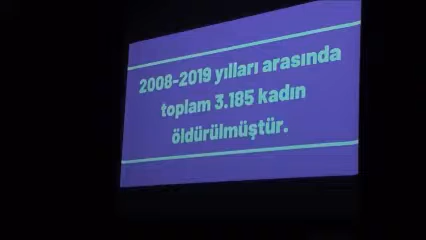 2008-2019 yılları arasında
toplam 3.185 kadın
öldürülmüştür.